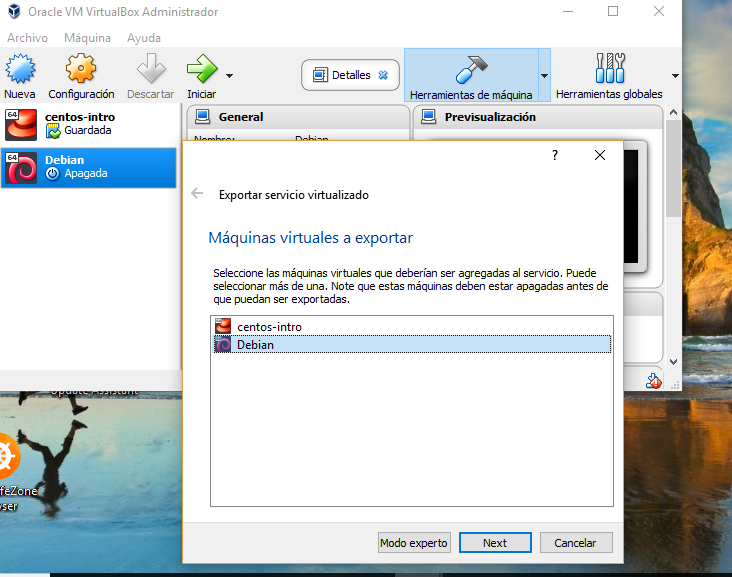 Oracle VM VirtualBox Administrador
Archivo Máquina Ayuda
Nueva Configuración Descartar Iniciar Detalles Herramientas de máquina Herramientas globales
64 centos-intro
Guardada
64 Debian
Apagada
General
Nombre: Debian
Previsualización
?
Exportar servicio virtualizado
Máquinas virtuales a exportar
Seleccione las máquinas virtuales que deberían ser agregadas al servicio. Puede
seleccionar más de una. Note que estas máquinas deben estar apagadas antes de
que puedan ser exportadas.
centos-intro
Debian
Modo experto Next Cancelar
Update Assistant
feZone
ser